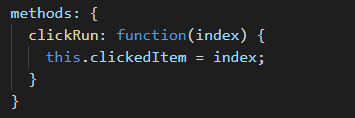 methods: {
  clickRun: function(index) {
    this.clickedItem = index;
  }
}